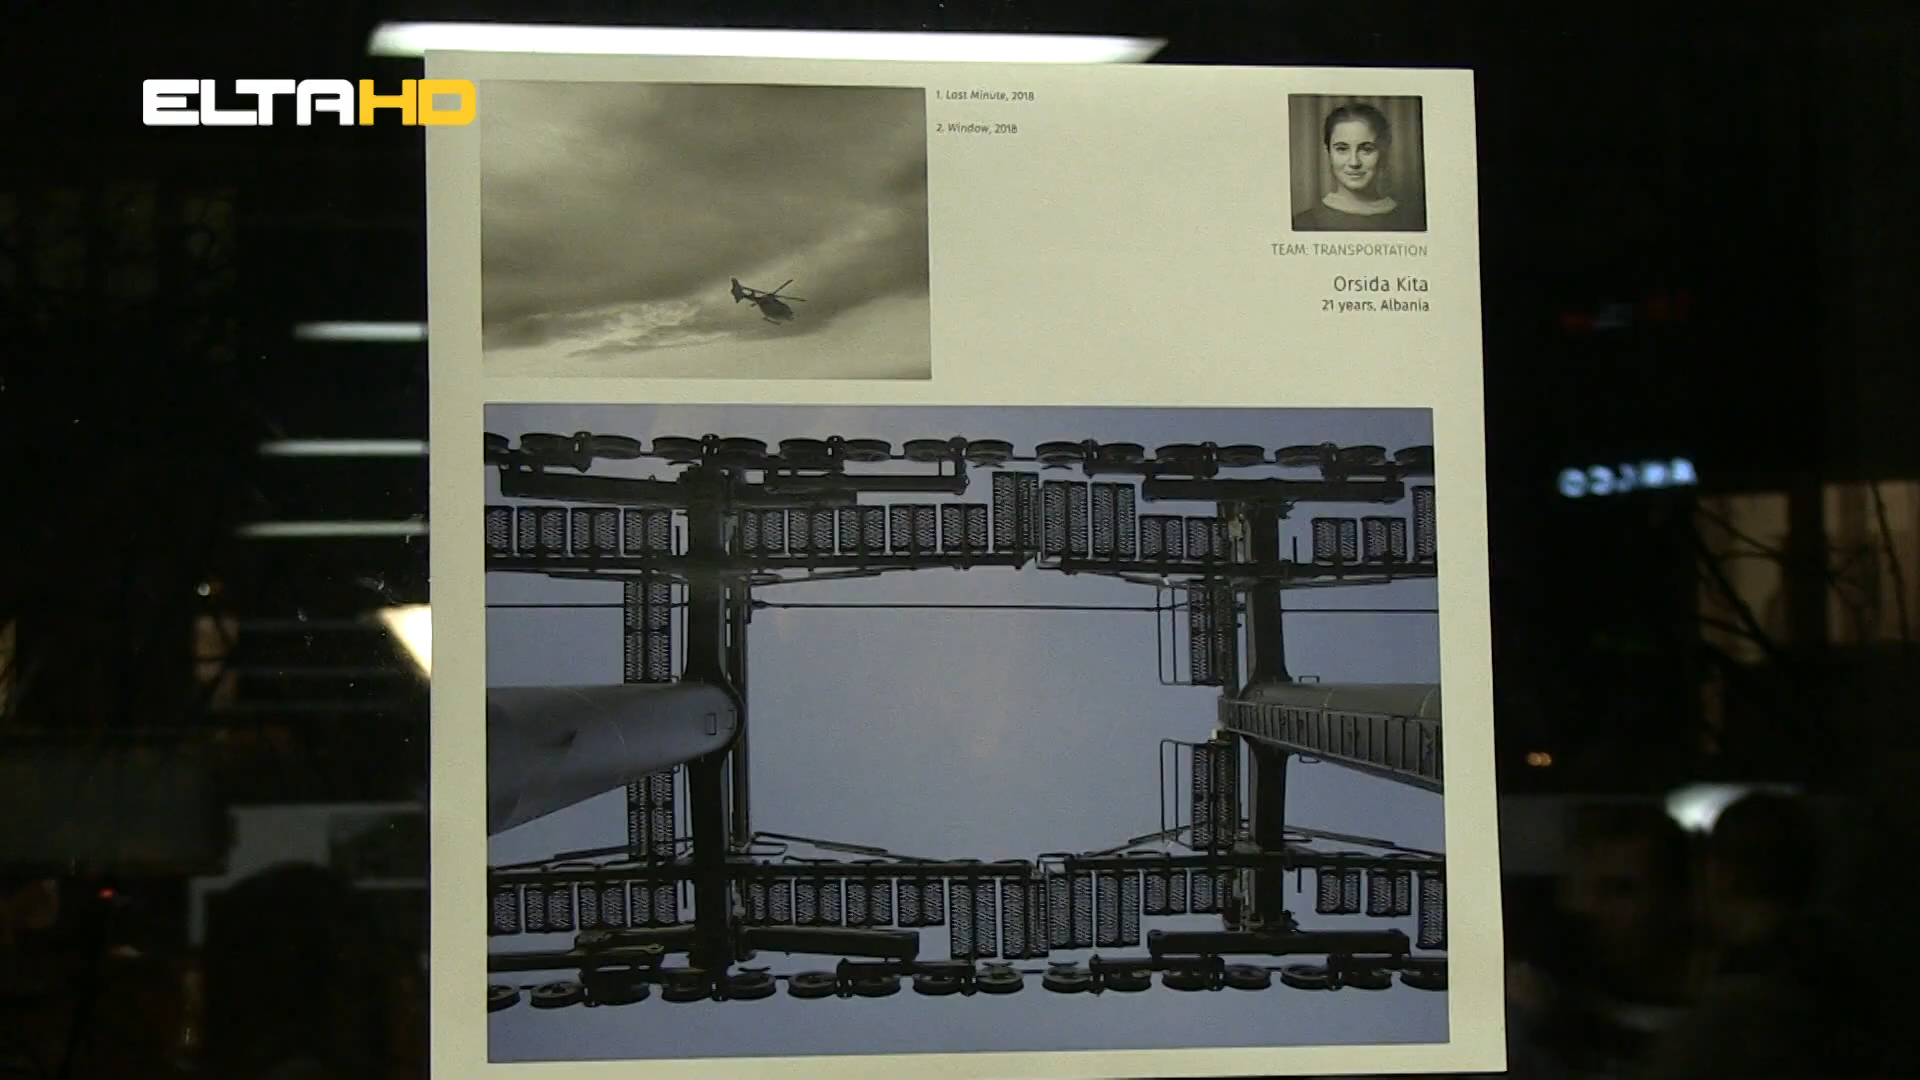 ELTAHD
1. Last Minute, 2018
2. Window, 2018
TEAM: TRANSPORTATION
Orsida Kita
21 years, Albania